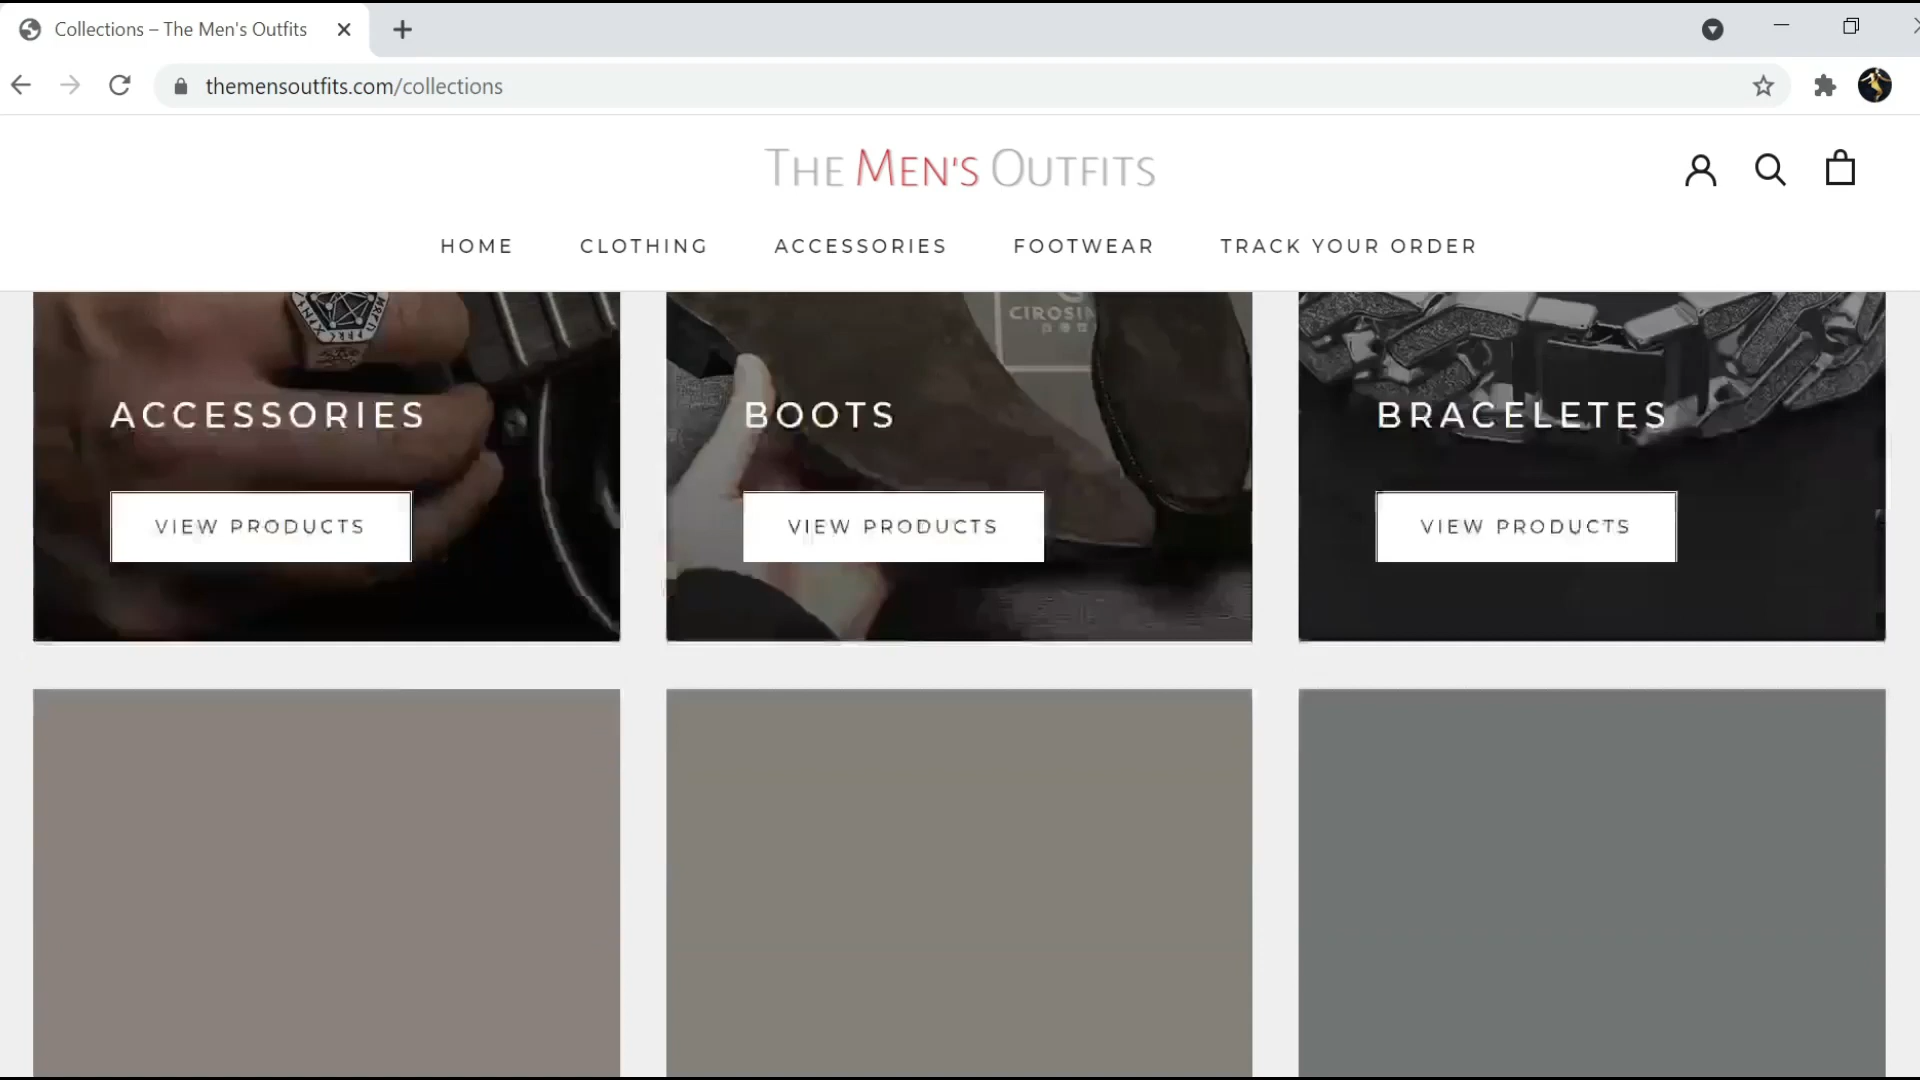 Collections – The Men's Outfits
themensoutfits.com/collections
The Men's Outfits
HOME
CLOTHING
ACCESSORIES
FOOTWEAR
TRACK YOUR ORDER
ACCESSORIES
BOOTS
BRACELETES
VIEW PRODUCTS
VIEW PRODUCTS
VIEW PRODUCTS